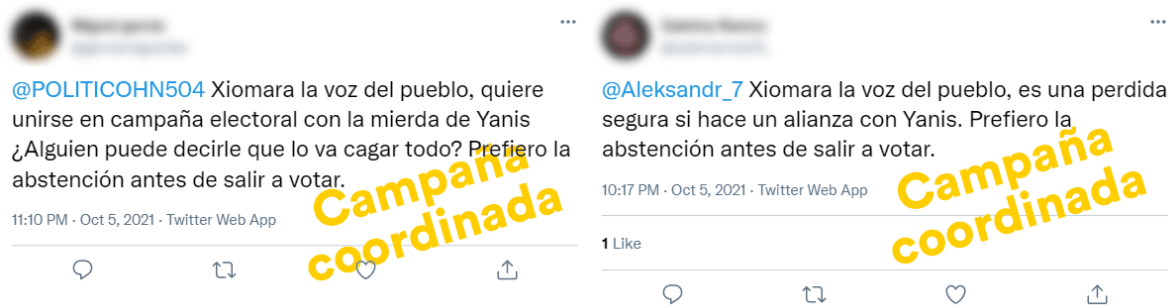 @POLITICOHN504 Xiomara la voz del pueblo, quiere
unirse en campaña electoral con la mierda de Yanis
¿Alguien puede decirle que lo va cagar todo? Prefiero la
abstención antes de salir a votar.
11:10 PM · Oct 5, 2021 · Twitter Web App
Campaña
coordinada
@Aleksandr_7 Xiomara la voz del pueblo, es una perdida
segura si hace un alianza con Yanis. Prefiero la
abstención antes de salir a votar.
10:17 PM · Oct 5, 2021 · Twitter Web App
Campaña
coordinada
1 Like